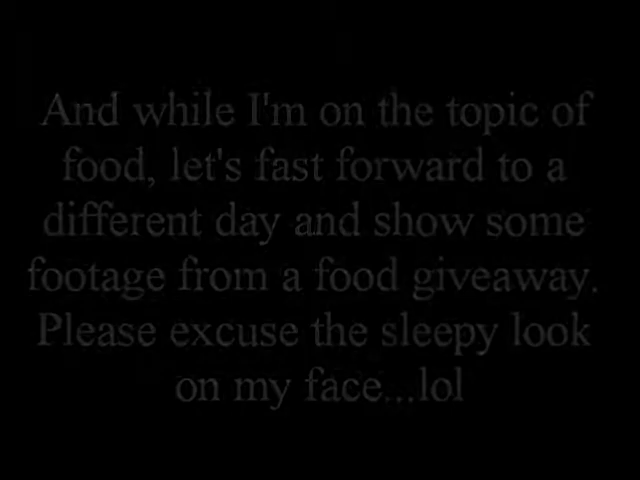 And while I'm on the topic of
food, let's fast forward to a
different day and show some
footage from a food giveaway.
Please excuse the sleepy look
on my face...lol